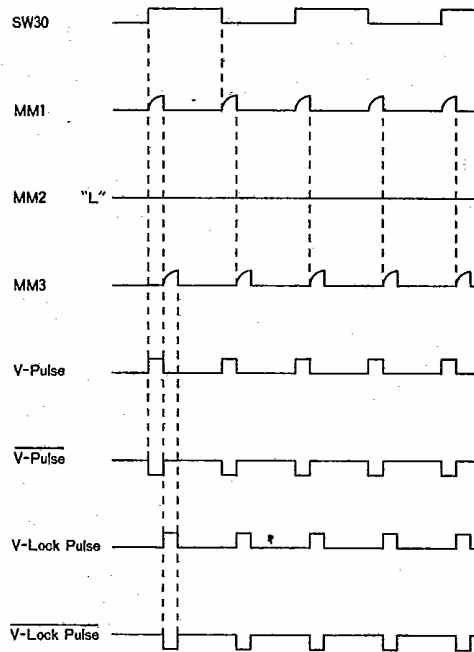 SW30
MM1
MM2 "L"
MM3
V-Pulse
V-Pulse
V-Lock Pulse
V-Lock Pulse